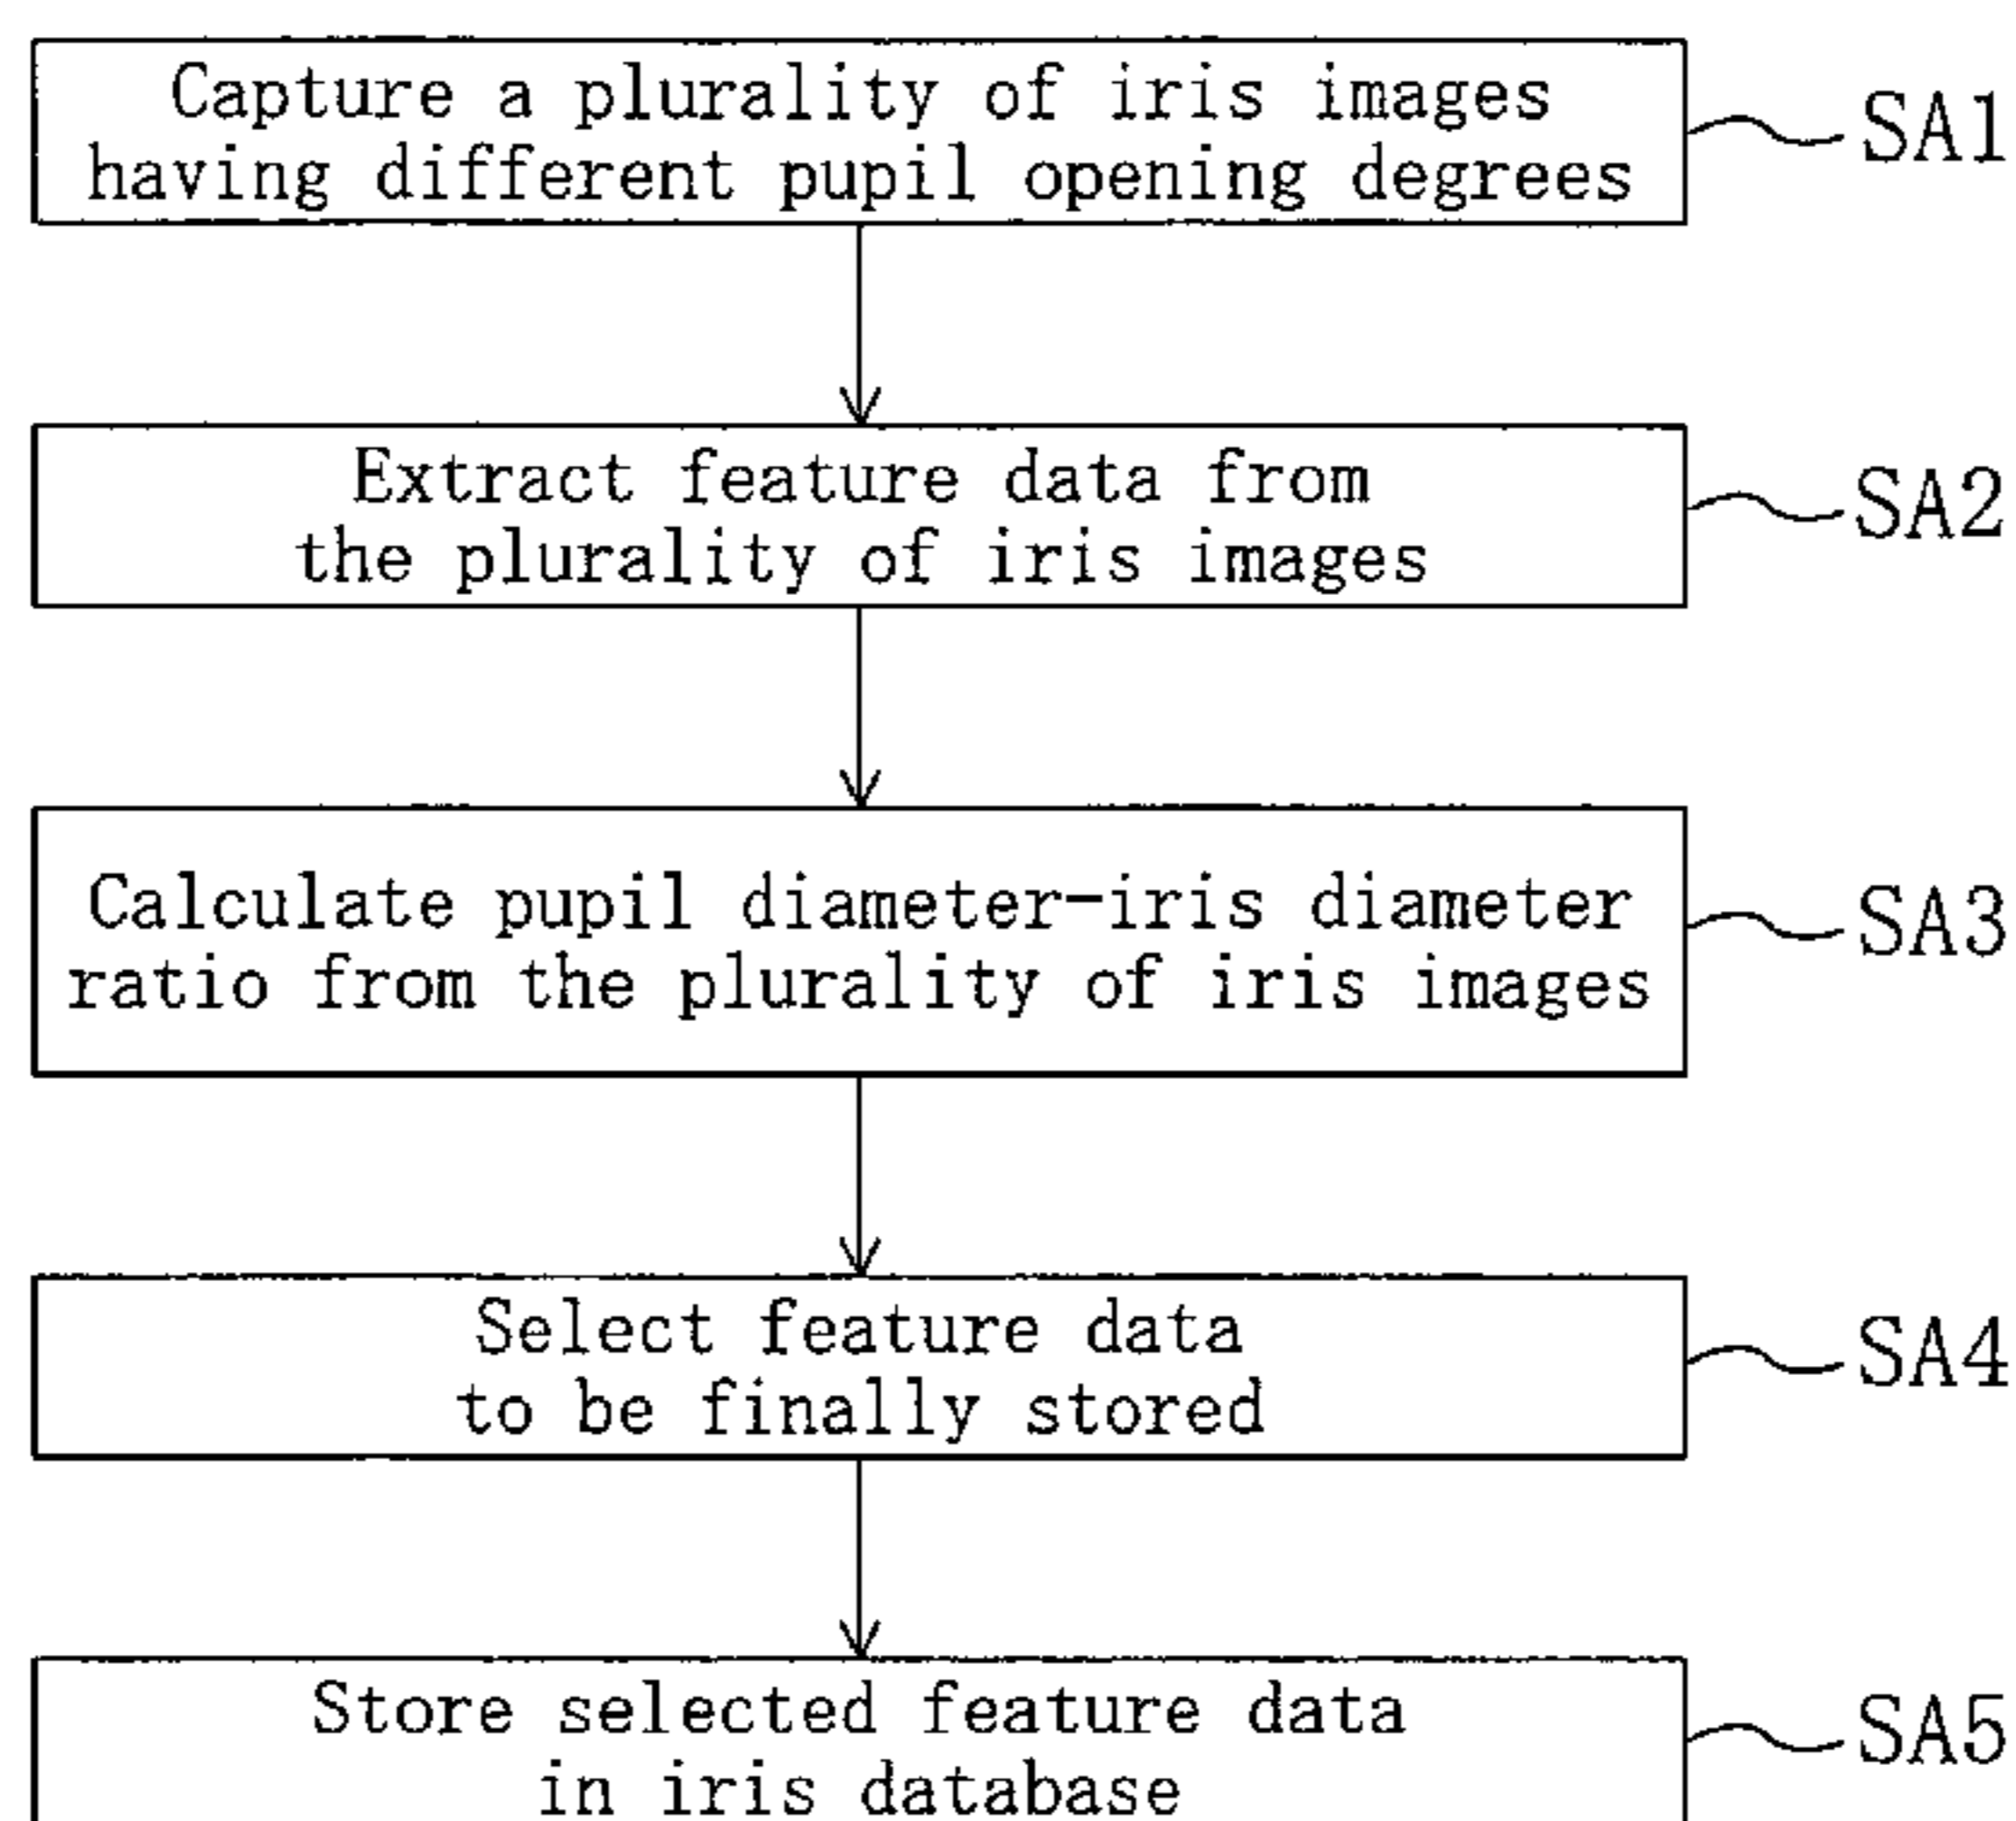 Capture a plurality of iris images
having different pupil opening degrees
SA1
Extract feature data from
the plurality of iris images
SA2
Calculate pupil diameter-iris diameter
ratio from the plurality of iris images
SA3
Select feature data
to be finally stored
SA4
Store selected feature data
in iris database
SA5